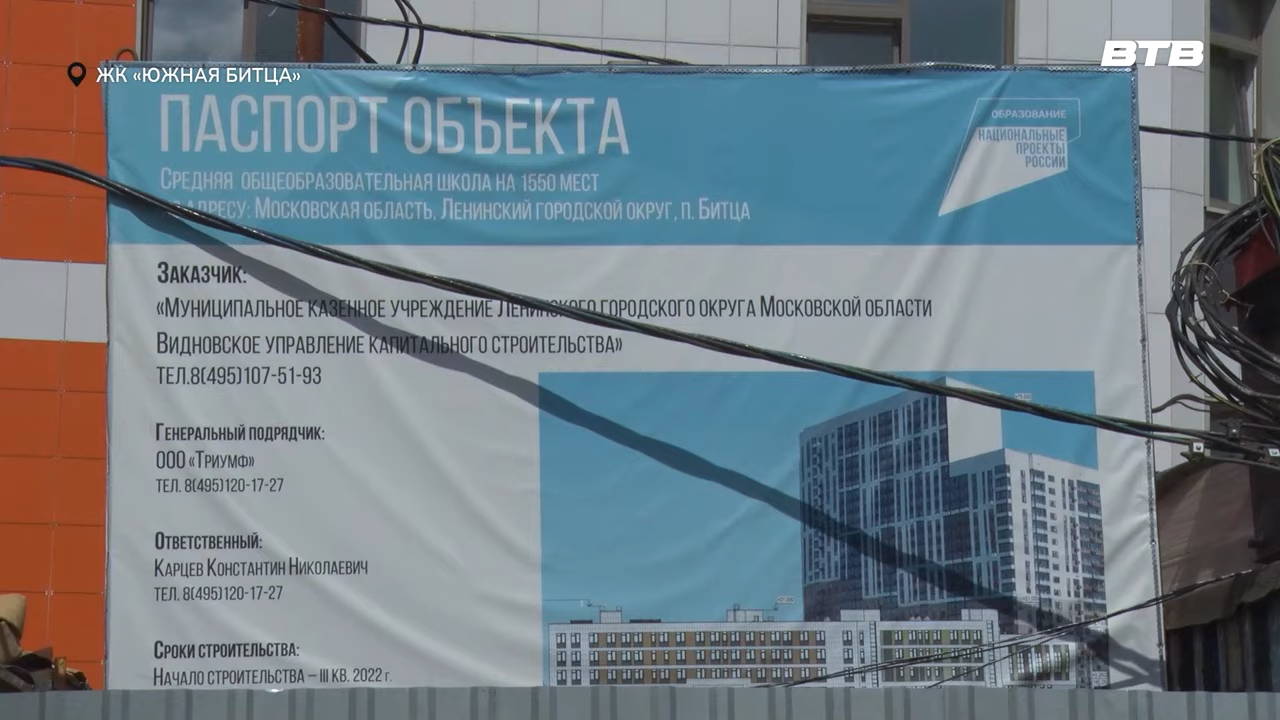 ЖК «ЮЖНАЯ БИТЦА»
ВТВ
ПАСПОРТ ОБЪЕКТА
ОБРАЗОВАНИЕ
НАЦИОНАЛЬНЫЕ
ПРОЕКТЫ
РОССИИ
СРЕДНЯЯ ОБЩЕОБРАЗОВАТЕЛЬНАЯ ШКОЛА НА 1550 МЕСТ
АДРЕСУ: МОСКОВСКАЯ ОБЛАСТЬ. ЛЕНИНСКИЙ ГОРОДСКОЙ ОКРУГ, П. БИТЦА
ЗАКАЗЧИК:
«МУНИЦИПАЛЬНОЕ КАЗЕННОЕ УЧРЕЖДЕНИЕ ЛЕНИНСКОГО ГОРОДСКОГО ОКРУГА МОСКОВСКОЙ ОБЛАСТИ
ВИДНОВСКОЕ УПРАВЛЕНИЕ КАПИТАЛЬНОГО СТРОИТЕЛЬСТВА»
ТЕЛ.8(495)107-51-93
ГЕНЕРАЛЬНЫЙ ПОДРЯДЧИК:
ООО «ТРИУМФ»
ТЕЛ. 8(495)120-17-27
ОТВЕТСТВЕННЫЙ:
КАРЦЕВ КОНСТАНТИН НИКОЛАЕВИЧ
ТЕЛ. 8(495)120-17-27
СРОКИ СТРОИТЕЛЬСТВА:
НАЧАЛО СТРОИТЕЛЬСТВА – III КВ. 2022 г.